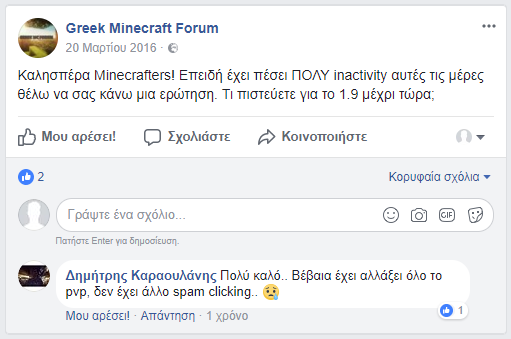 Greek Minecraft Forum
20 Μαρτίου 2016 ·
Καλησπέρα Minecrafters! Επειδή έχει πέσει ΠΟΛΥ inactivity αυτές τις μέρες
θέλω να σας κάνω μια ερώτηση. Τι πιστεύετε για το 1.9 μέχρι τώρα;
Μου αρέσει! Σχολιάστε Κοινοποιήστε
2 Κορυφαία σχόλια
Γράψτε ένα σχόλιο...
GIF
Πατήστε Enter για δημοσίευση.
Δημήτρης Καραουλάνης Πολύ καλό.. Βέβαια έχει αλλάξει όλο το
pvp, δεν έχει άλλο spam clicking.. 😢
1
Μου αρέσει! · Απάντηση · 1 χρόνο